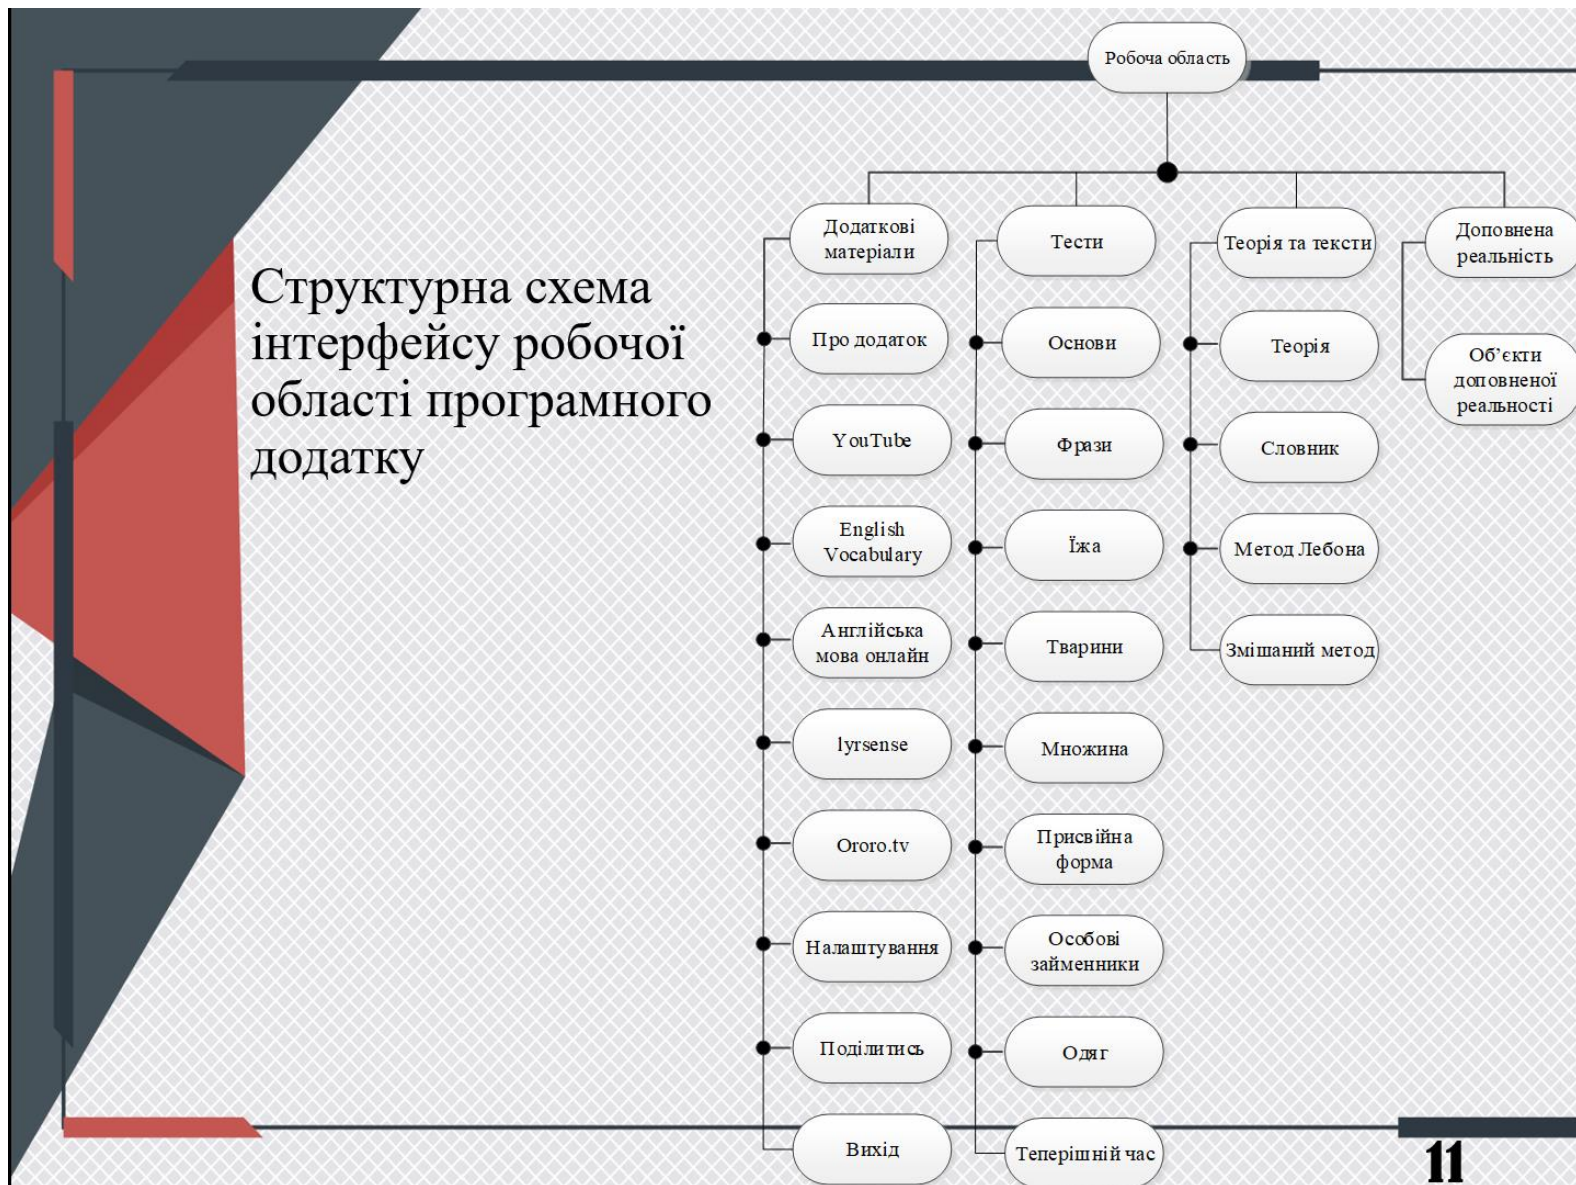 Структурна схема
інтерфейсу робочої
області програмного
додатку
Робоча область
Додаткові
матеріали
Про додаток
YouTube
English
Vocabulary
Англійська
мова онлайн
lyrsense
Ororo.tv
Налаштування
Поділитись
Вихід
Тести
Основи
Фрази
Їжа
Тварини
Множина
Присвійна
форма
Особові
займенники
Одяг
Теперішній час
Теорія та тексти
Теорія
Словник
Метод Лебона
Змішаний метод
Доповнена
реальність
Об’єкти
доповненої
реальності
11